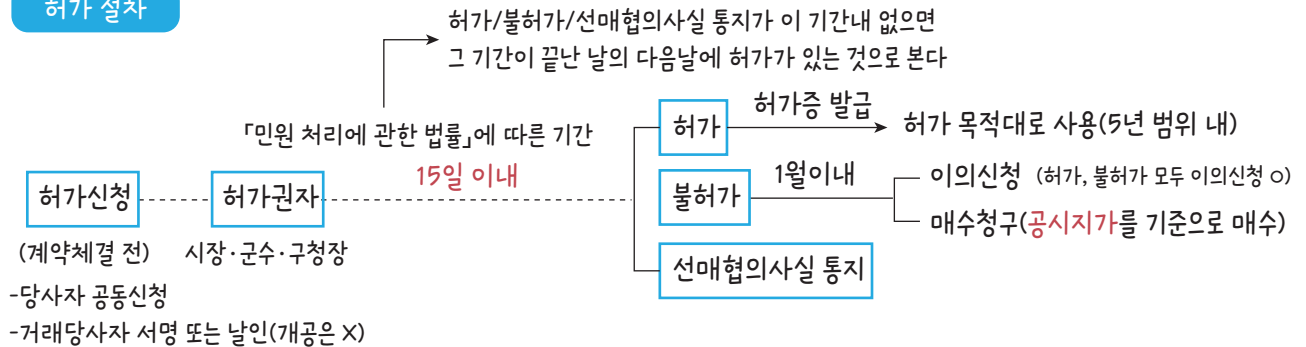 허가 절차
허가/불허가/선매협의사실 통지가 이 기간내 없으면
그 기간이 끝난 날의 다음날에 허가가 있는 것으로 본다
「민원 처리에 관한 법률」에 따른 기간
15일 이내
허가신청
허가권자
(계약체결 전)
시장·군수·구청장
-당사자 공동신청
-거래당사자 서명 또는 날인(개공은 X)
허가
허가증 발급
허가 목적대로 사용(5년 범위 내)
불허가
1월이내
이의신청 (허가, 불허가 모두 이의신청 ○)
매수청구(공시지가를 기준으로 매수)
선매협의사실 통지